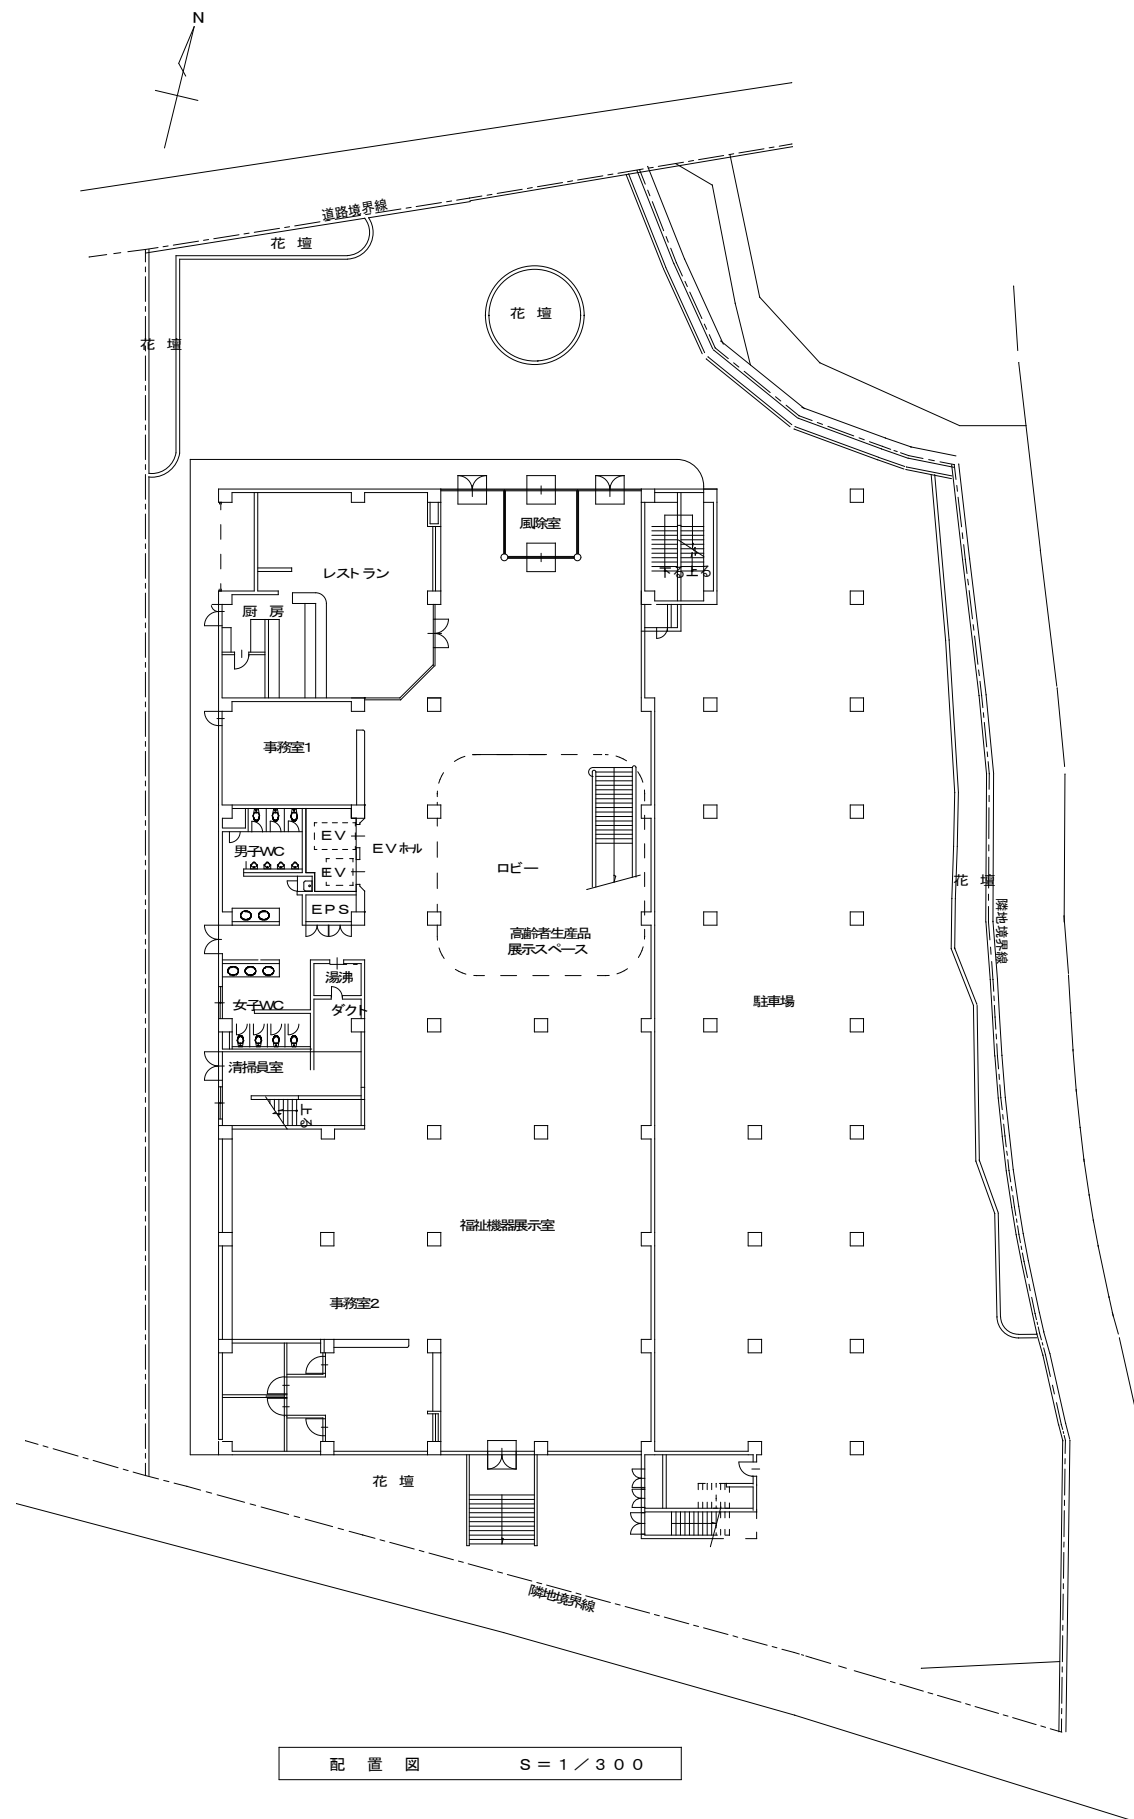 N
道路境界線
花 壇
花 壇
花 壇
風除室
レストラン
下る上る
厨 房
事務室1
EV
EVホール
男子WC
EV
ロビー
花 壇
EPS
隣地境界線
高齢者生産品
展示スペース
湯沸
駐車場
女子WC
ダクト
清掃員室
上る
福祉機器展示室
事務室2
花 壇
隣地境界線
配 置 図 S=1/300